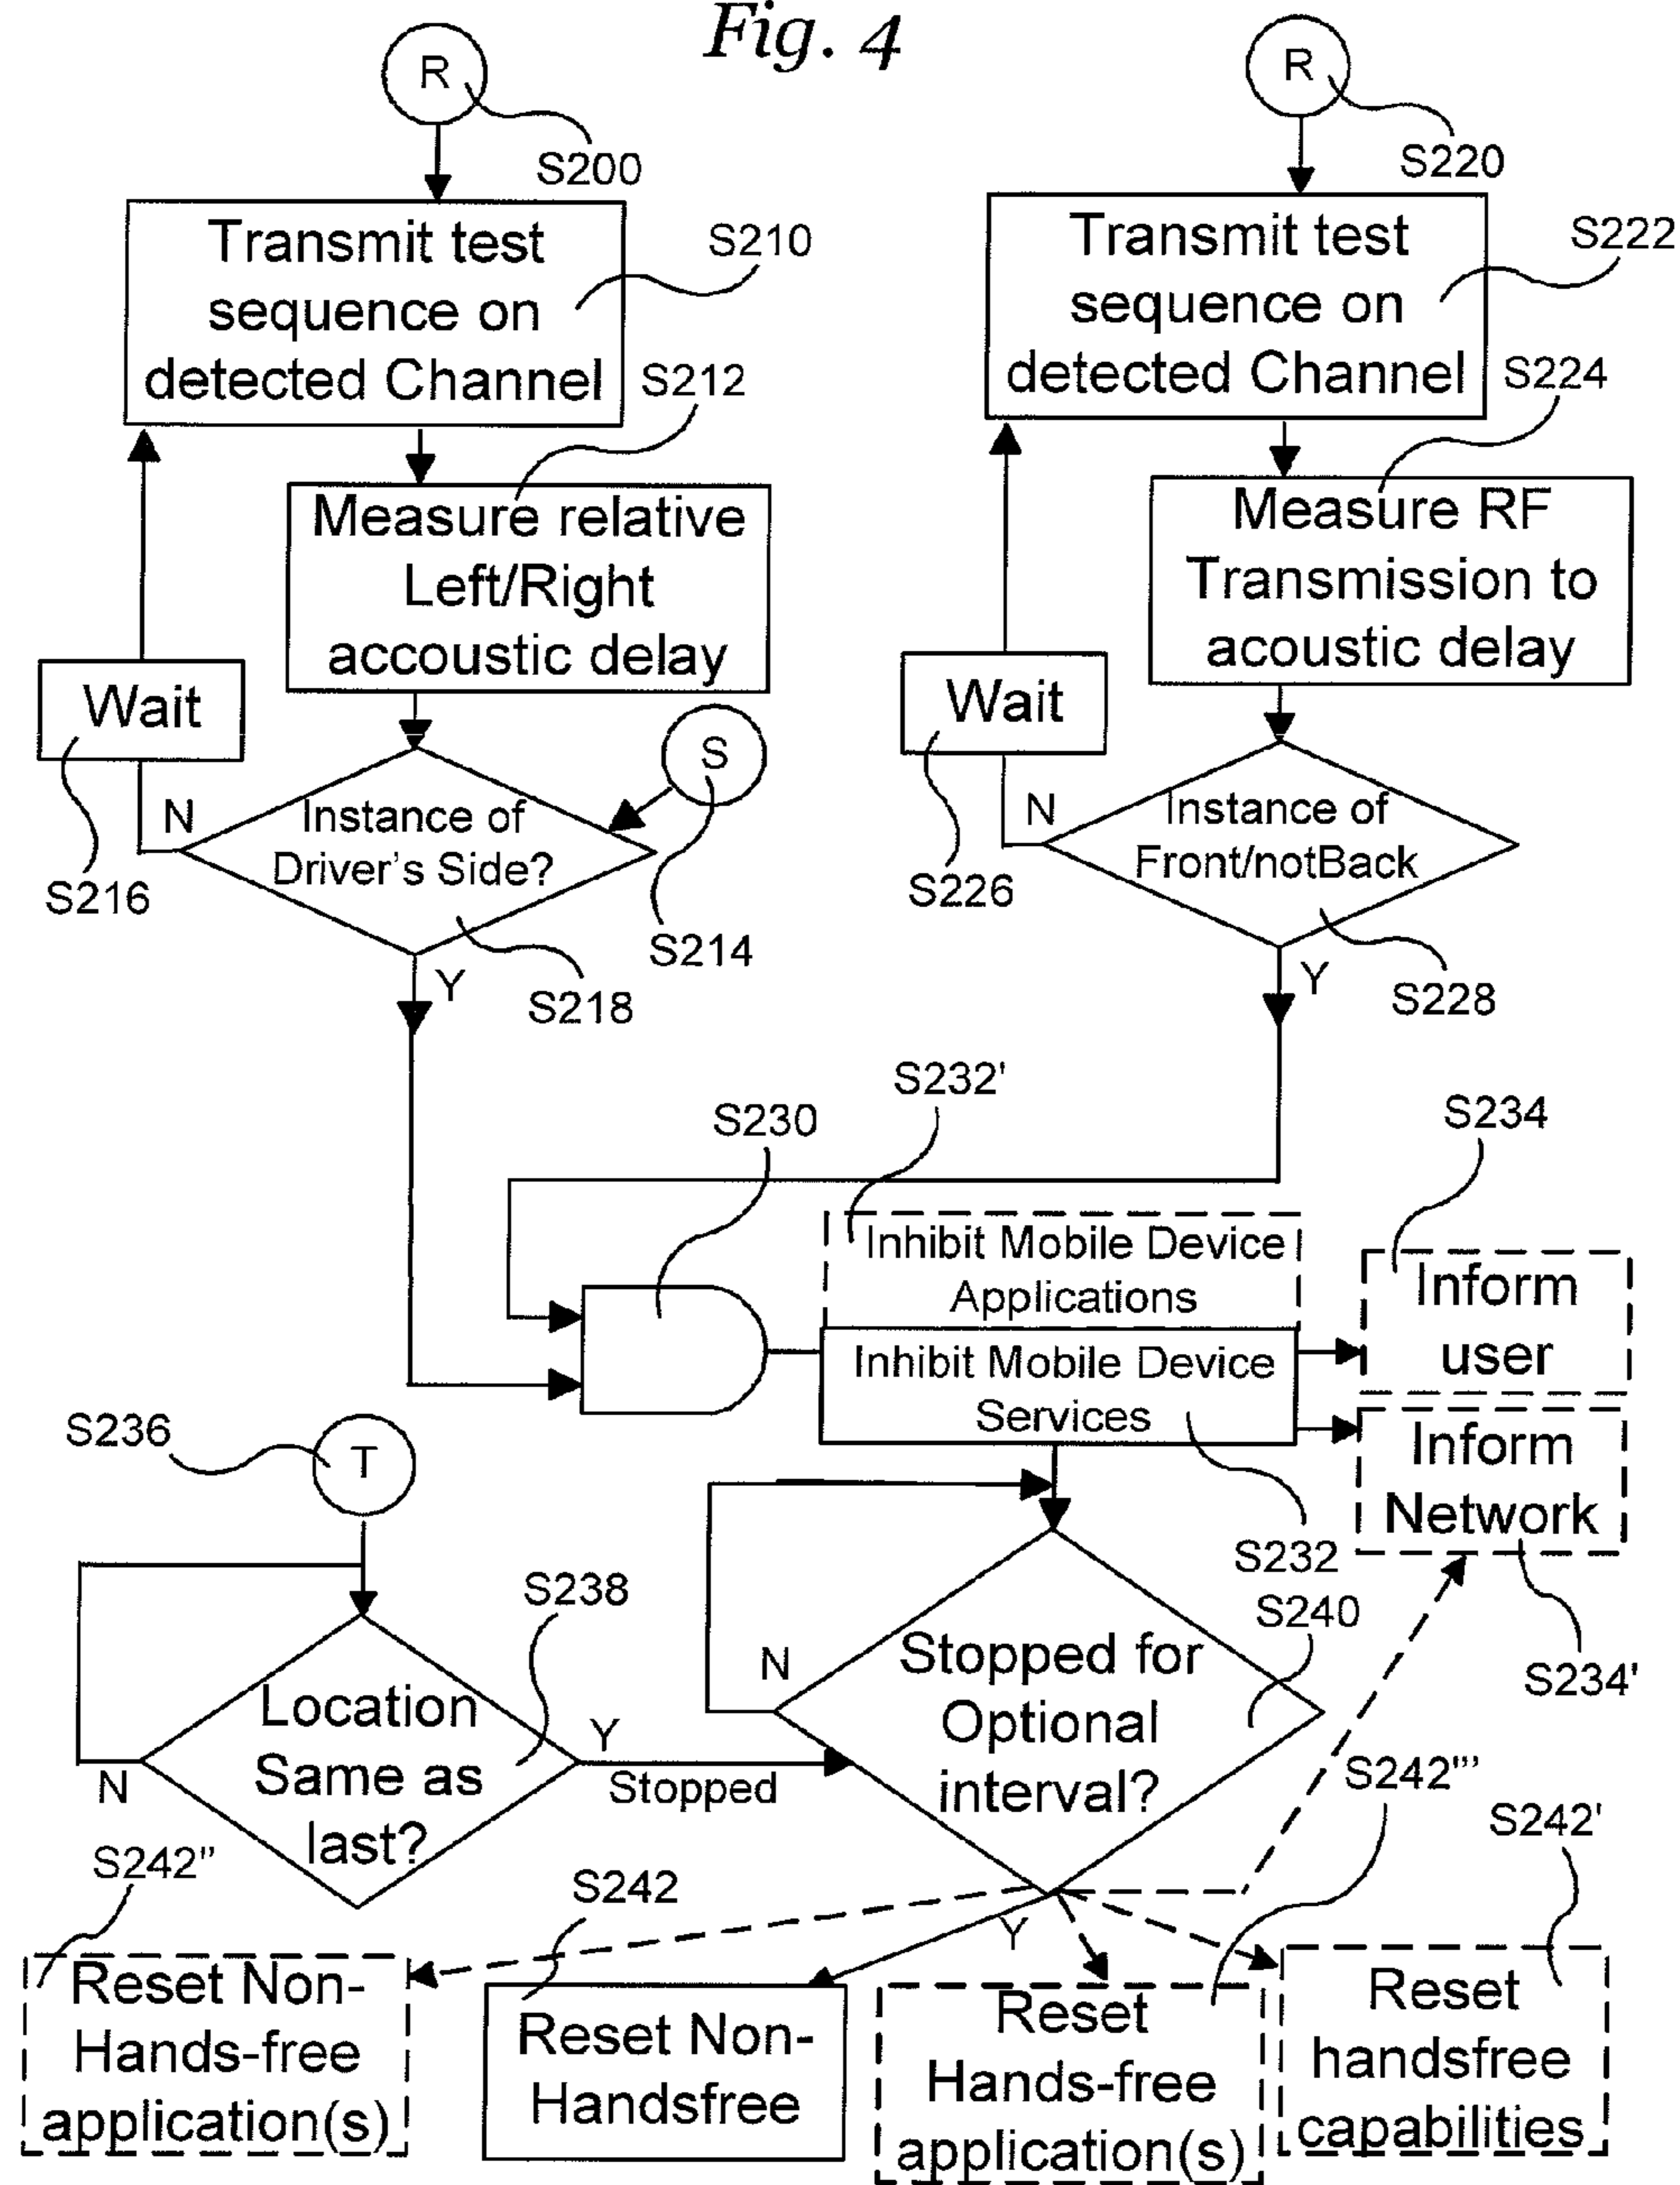 Fig. 4
R
R
S200
S220
Transmit test
sequence on
detected Channel
S210
Transmit test
sequence on
detected Channel
S222
S212
S224
Measure relative
Left/Right
accoustic delay
Measure RF
Transmission to
acoustic delay
Wait
S216
S
S214
Wait
S226
N
Instance of
Driver's Side?
Y
S218
N
Instance of
Front/notBack
Y
S228
S230
S232'
S234
Inhibit Mobile Device
Applications
Inhibit Mobile Device
Services
S232
Inform
user
Inform
Network
S234'
S236
T
S238
Location
Same as
last?
N
Y
Stopped
S240
Stopped for
Optional
interval?
N
Y
S242"
S242
S242'''
S242'
Reset Non-
Hands-free
application(s)
Reset Non-
Handsfree
Reset
Hands-free
application(s)
Reset
handsfree
capabilities